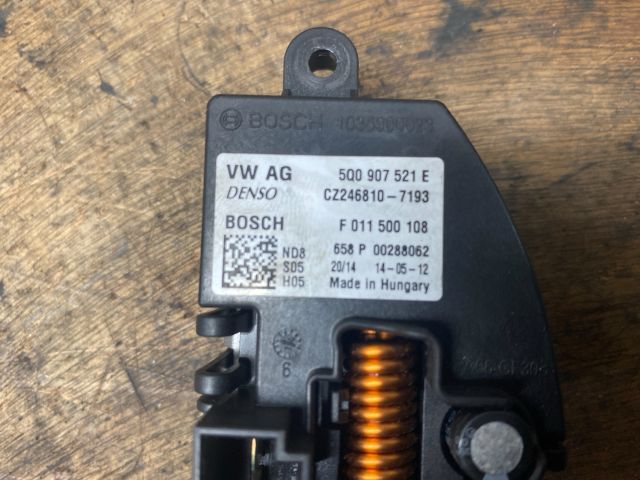 BOSCH 1035900023
VW AG 5Q0 907 521 E
DENSO CZ246810-7193
BOSCH F 011 500 108
ND8 658 P 00288062
S05 20/14 14-05-12
H05 Made in Hungary
6